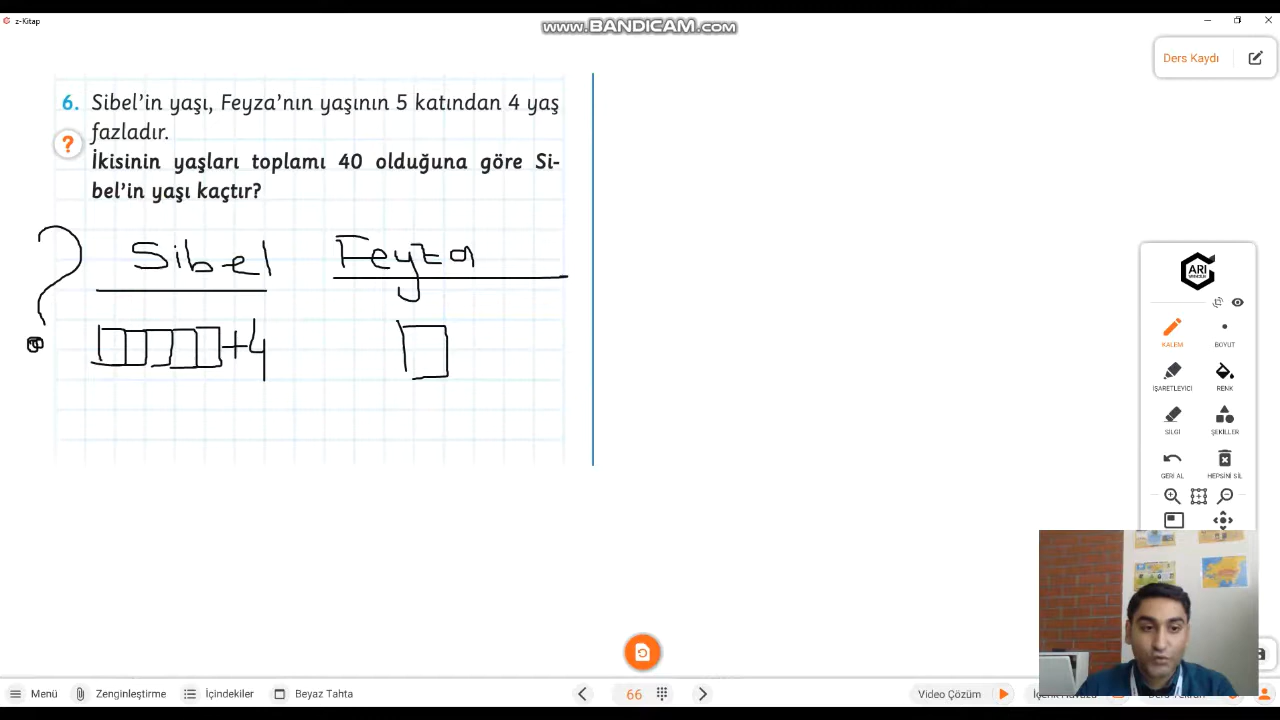 z-Kitap
www.BANDICAM.com
Ders Kaydı
6. Sibel'in yaşı, Feyza'nın yaşının 5 katından 4 yaş
fazladır.
?
İkisinin yaşları toplamı 40 olduğuna göre Si-
bel'in yaşı kaçtır?
? Sibel Feyza
+4
ARI
KALEM BOYUT
İŞARETLEYİCİ RENK
SİLGİ ŞEKİLLER
GERİ AL HEPSİNİ SİL
Menü Zenginleştirme İçindekiler Beyaz Tahta 66 Video Çözüm